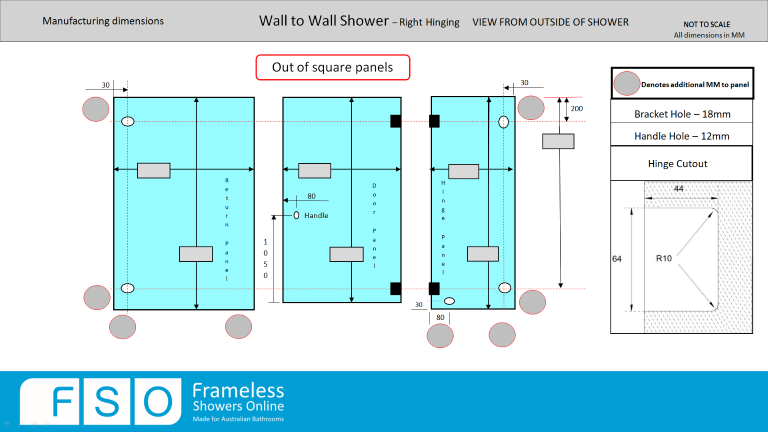 Manufacturing dimensions
Wall to Wall Shower – Right Hinging VIEW FROM OUTSIDE OF SHOWER
NOT TO SCALE
All dimensions in MM
Out of square panels
Denotes additional MM to panel
Bracket Hole – 18mm
Handle Hole – 12mm
Hinge Cutout
44
64
R10
30
30
200
Return Panel
80
Handle
1050
Door Panel
Hinge Panel
30
80
FSO
Frameless
Showers Online
Made for Australian Bathrooms